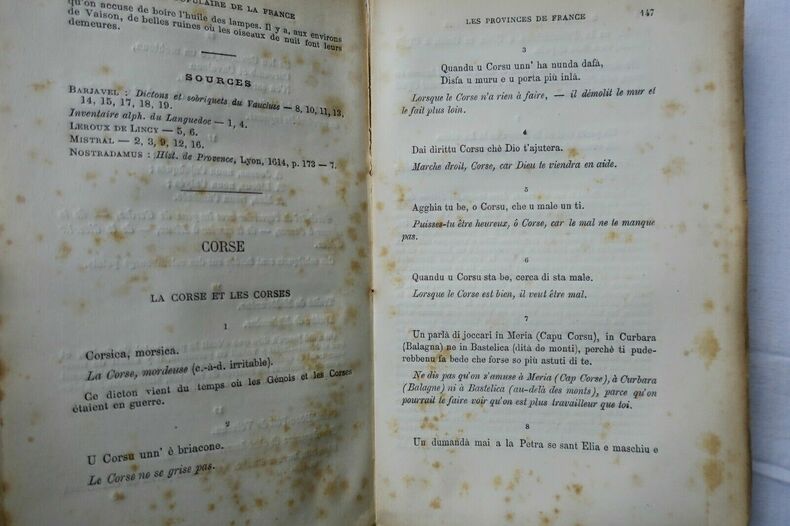 POPULAIRE DE LA FRANCE
qu'on accuse de boire l'huile des lampes. Il y a, aux environs
de Vaison, de belles ruines où les oiseaux de nuit font leurs
demeures.
SOURCES
BARJAVEL : Dictons et sobriquets du Vaucluse — 8, 10, 11, 13,
14, 15, 17, 18, 19.
Inventaire alph. du Languedoc — 1, 4.
LEROUX DE LINCY — 5, 6.
MISTRAL — 2, 3, 9, 12, 16.
NOSTRADAMUS : Hist. de Provence, Lyon, 1614, p. 173 — 7.
CORSE
LA CORSE ET LES CORSES
1
Corsica, morsica.
La Corse, mordeuse (c.-à-d. irritable).
Ce dicton vient du temps où les Génois et les Corses
étaient en guerre.
2
U Corsu unn' è briacone.
Le Corse ne se grise pas.
LES PROVINCES DE FRANCE 147
3
Quandu u Corsu unn' ha nunda dafà,
Disfa u muru e u porta più inlà.
Lorsque le Corse n'a rien à faire, — il démolit le mur et
le fait plus loin.
4
Dai dirittu Corsu chè Dio t'ajutera.
Marche droit, Corse, car Dieu te viendra en aide.
5
Agghia tu be, o Corsu, che u male un ti.
Puisses-tu être heureux, ô Corse, car le mal ne te manque
pas.
6
Quandu u Corsu sta be, cerca di sta male.
Lorsque le Corse est bien, il veut être mal.
7
Un parlà di joccari in Meria (Capu Corsu), in Curbara
(Balagna) ne in Bastelica (dità de monti), perchè ti pude-
rebbenu fa bede che forse so più astuti di te.
Ne dis pas qu'on s'amuse à Meria (Cap Corse), à Curbara
(Balagne) ni à Bastelica (au-delà des monts), parce qu'on
pourrait te faire voir qu'on est plus travailleur que toi.
8
Un dumandà mai a la Petra se sant Elia e maschiu e